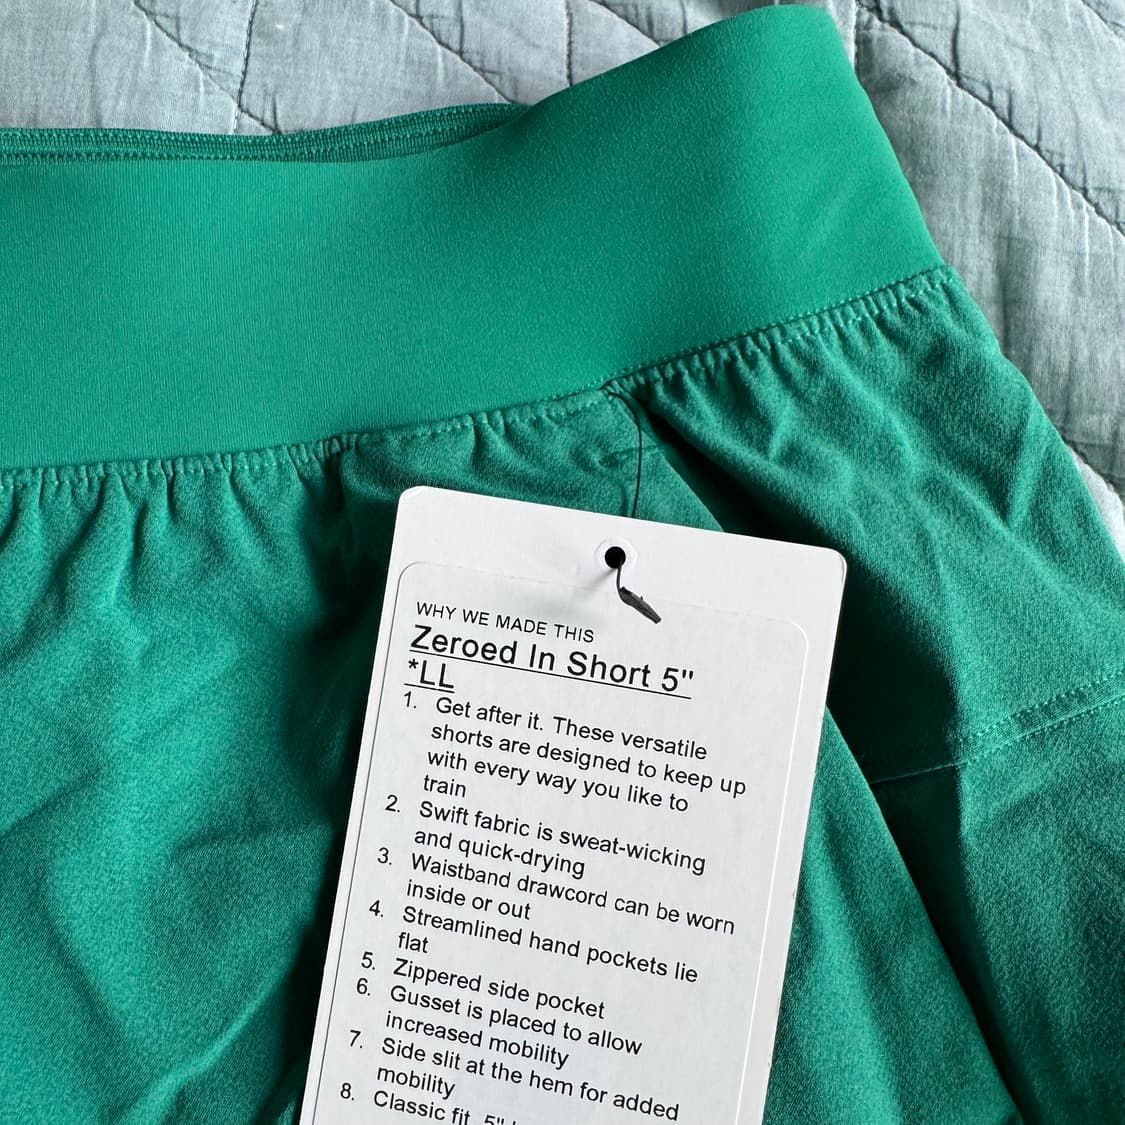 WHY WE MADE THIS
Zeroed In Short 5"
*LL
1. Get after it. These versatile
shorts are designed to keep up
with every way you like to
train
2. Swift fabric is sweat-wicking
and quick-drying
3. Waistband drawcord can be worn
inside or out
4. Streamlined hand pockets lie
flat
5. Zippered side pocket
6. Gusset is placed to allow
increased mobility
7. Side slit at the hem for added
mobility
8. Classic fit, 5"